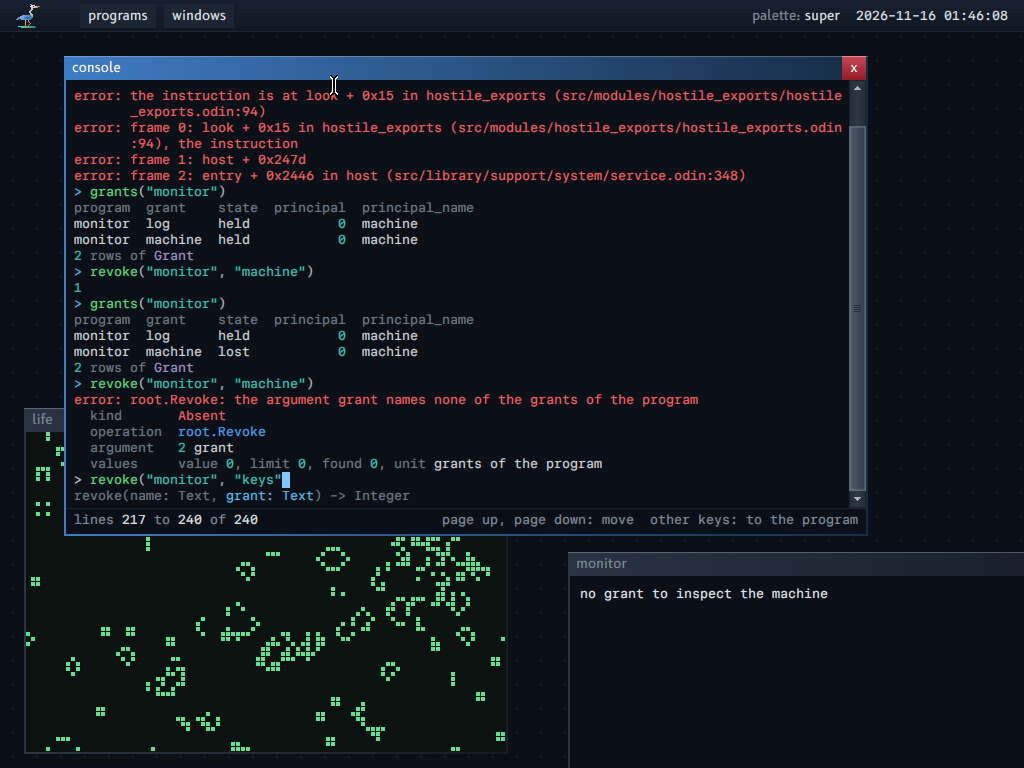 programs windows palette: super 2026-11-16 01:46:08
console x
error: the instruction is at look + 0x15 in hostile_exports (src/modules/hostile_exports/hostile
_exports.odin:94)
error: frame 0: look + 0x15 in hostile_exports (src/modules/hostile_exports/hostile_exports.odin
:94), the instruction
error: frame 1: host + 0x247d
error: frame 2: entry + 0x2446 in host (src/library/support/system/service.odin:348)
> grants("monitor")
program grant state principal principal_name
monitor log held 0 machine
monitor machine held 0 machine
2 rows of Grant
> revoke("monitor", "machine")
1
> grants("monitor")
program grant state principal principal_name
monitor log held 0 machine
monitor machine lost 0 machine
2 rows of Grant
> revoke("monitor", "machine")
error: root.Revoke: the argument grant names none of the grants of the program
kind Absent
operation root.Revoke
argument 2 grant
values value 0, limit 0, found 0, unit grants of the program
> revoke("monitor", "keys"
revoke(name: Text, grant: Text) -> Integer
lines 217 to 240 of 240 page up, page down: move other keys: to the program
life
monitor
no grant to inspect the machine